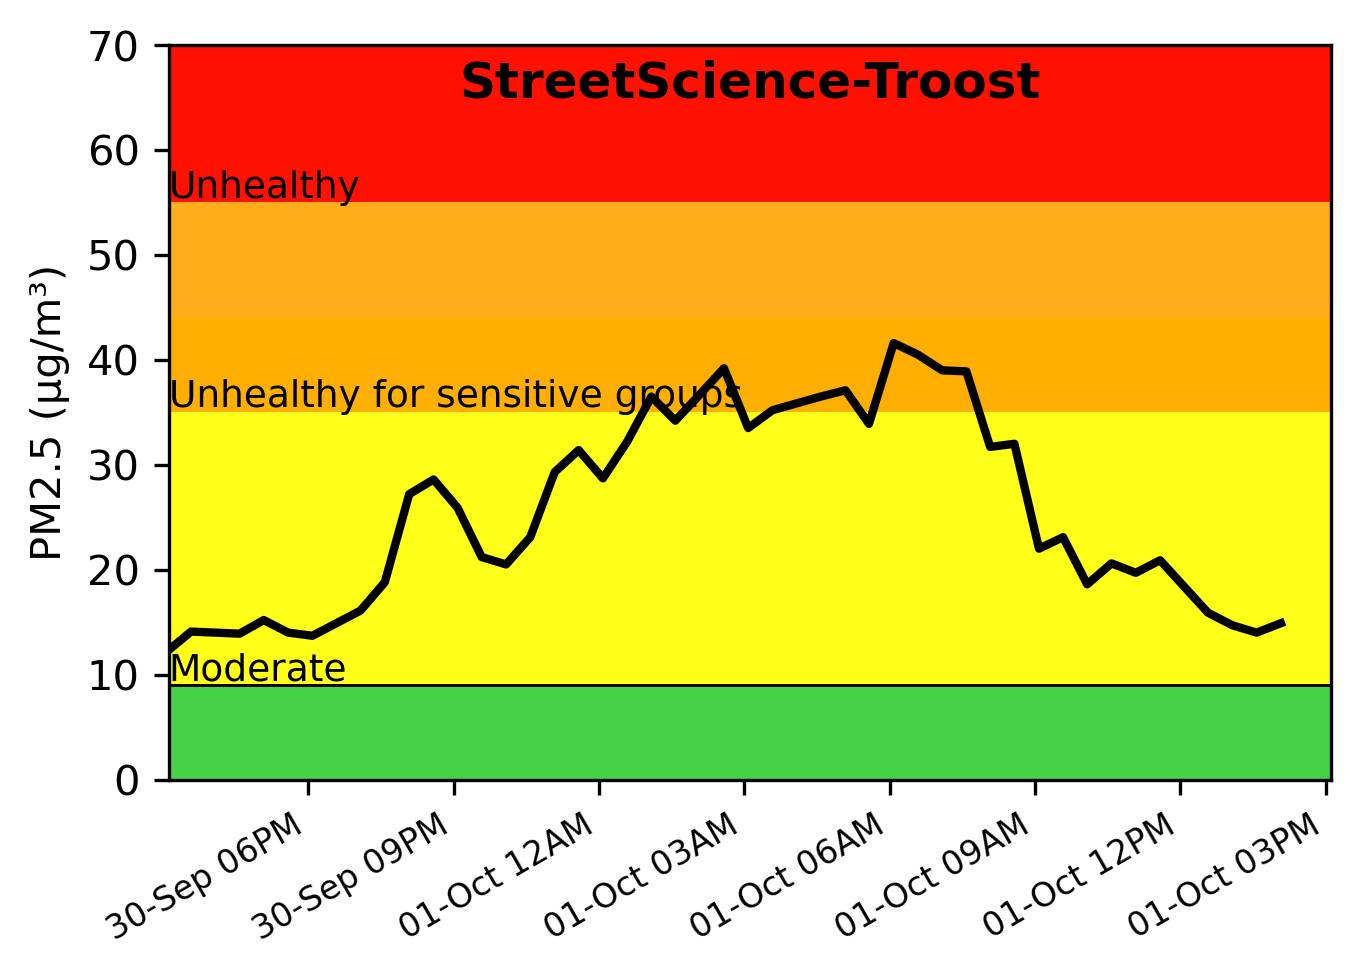 StreetScience-Troost
PM2.5 (µg/m³)
70
60
50
40
30
20
10
0
Unhealthy
Unhealthy for sensitive groups
Moderate
30-Sep 06PM
30-Sep 09PM
01-Oct 12AM
01-Oct 03AM
01-Oct 06AM
01-Oct 09AM
01-Oct 12PM
01-Oct 03PM